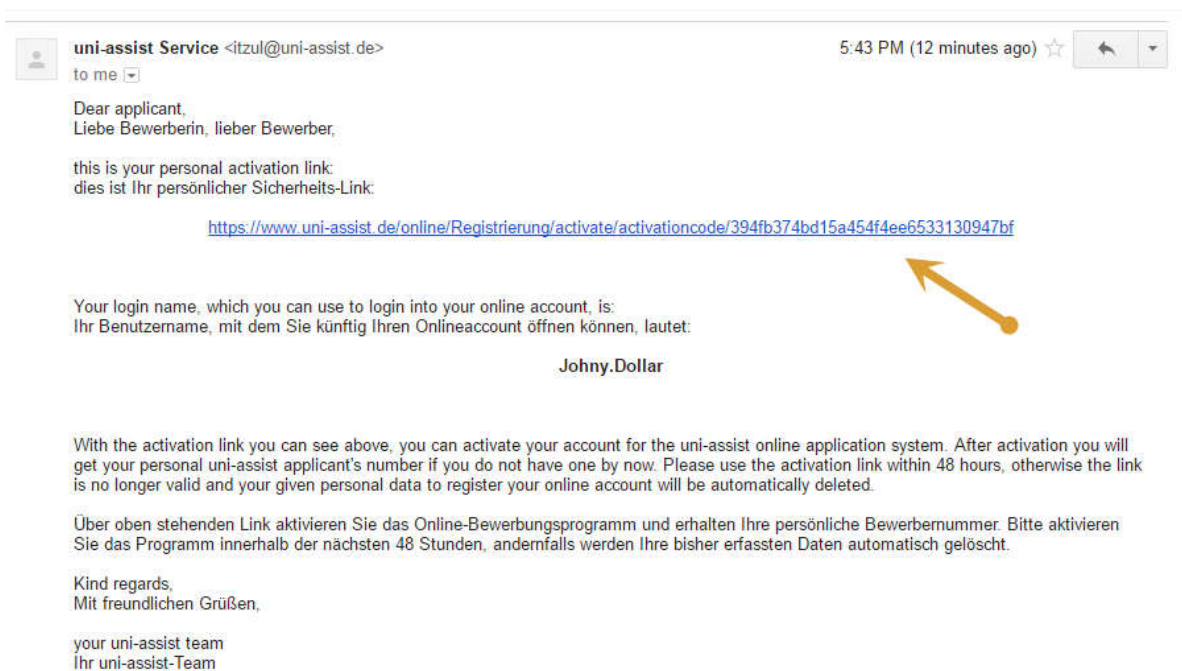 uni-assist Service <itzul@uni-assist.de>
5:43 PM (12 minutes ago)
to me
Dear applicant,
Liebe Bewerberin, lieber Bewerber,
this is your personal activation link:
dies ist Ihr persönlicher Sicherheits-Link:
https://www.uni-assist.de/online/Registrierung/activate/activationcode/394fb374bd15a454f4ee6533130947bf
Your login name, which you can use to login into your online account, is:
Ihr Benutzername, mit dem Sie künftig Ihren Onlineaccount öffnen können, lautet:
Johny.Dollar
With the activation link you can see above, you can activate your account for the uni-assist online application system. After activation you will
get your personal uni-assist applicant's number if you do not have one by now. Please use the activation link within 48 hours, otherwise the link
is no longer valid and your given personal data to register your online account will be automatically deleted.
Über oben stehenden Link aktivieren Sie das Online-Bewerbungsprogramm und erhalten Ihre persönliche Bewerbernummer. Bitte aktivieren
Sie das Programm innerhalb der nächsten 48 Stunden, andernfalls werden Ihre bisher erfassten Daten automatisch gelöscht.
Kind regards,
Mit freundlichen Grüßen,
your uni-assist team
Ihr uni-assist-Team